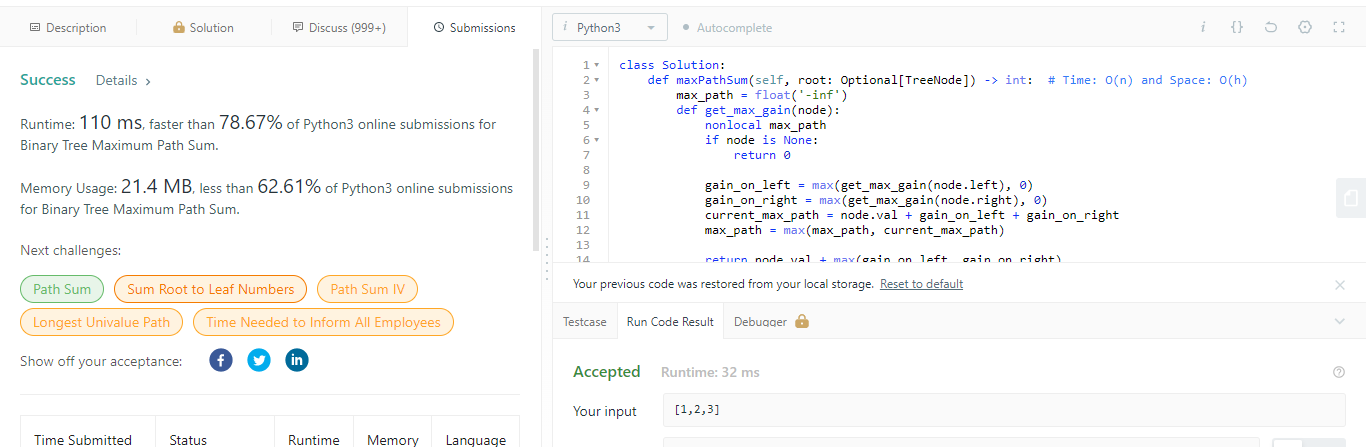 Description
Solution
Discuss (999+)
Submissions
Success
Details
Runtime: 110 ms, faster than 78.67% of Python3 online submissions for
Binary Tree Maximum Path Sum.
Memory Usage: 21.4 MB, less than 62.61% of Python3 online submissions
for Binary Tree Maximum Path Sum.
Next challenges:
Path Sum
Sum Root to Leaf Numbers
Path Sum IV
Longest Univalue Path
Time Needed to Inform All Employees
Show off your acceptance:
f
in
Time Submitted
Status
Runtime
Memory
Language
i Python3
Autocomplete
i
{}
1 class Solution:
2 def maxPathSum(self, root: Optional[TreeNode]) -> int: # Time: O(n) and Space: O(h)
3 max_path = float('-inf')
4 def get_max_gain(node):
5 nonlocal max_path
6 if node is None:
7 return 0
8
9 gain_on_left = max(get_max_gain(node.left), 0)
10 gain_on_right = max(get_max_gain(node.right), 0)
11 current_max_path = node.val + gain_on_left + gain_on_right
12 max_path = max(max_path, current_max_path)
13
14 return node.val + max(gain_on_left, gain_on_right)
Your previous code was restored from your local storage. Reset to default
Testcase
Run Code Result
Debugger
Accepted
Runtime: 32 ms
?
Your input
[1,2,3]